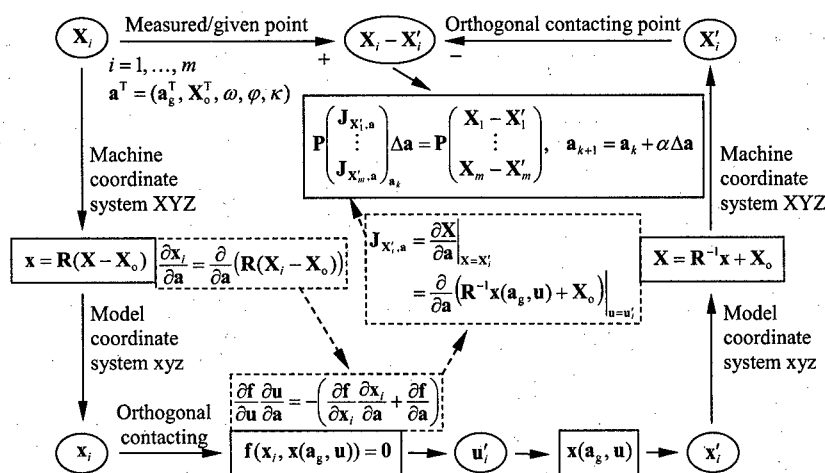 X_i
Measured/given point
+
X_i − X′_i
−
Orthogonal contacting point
X′_i
i = 1, …, m
a^T = (a_g^T, X_o^T, ω, φ, κ)
P(J_{X′_1,a} ⋮ J_{X′_m,a})_{a_k} Δa = P(X_1 − X′_1 ⋮ X_m − X′_m), a_{k+1} = a_k + αΔa
Machine
coordinate
system XYZ
Machine
coordinate
system XYZ
J_{X′_i,a} = ∂X/∂a |_{X=X′_i}
= ∂/∂a (R^{−1}x(a_g, u) + X_o)|_{u=u′_i}
x = R(X − X_o)
∂x_i/∂a = ∂/∂a (R(X_i − X_o))
X = R^{−1}x + X_o
Model
coordinate
system xyz
Model
coordinate
system xyz
∂f/∂u ∂u/∂a = −(∂f/∂x_i ∂x_i/∂a + ∂f/∂a)
x_i
Orthogonal
contacting
f(x_i, x(a_g, u)) = 0
u′_i
x(a_g, u)
x′_i